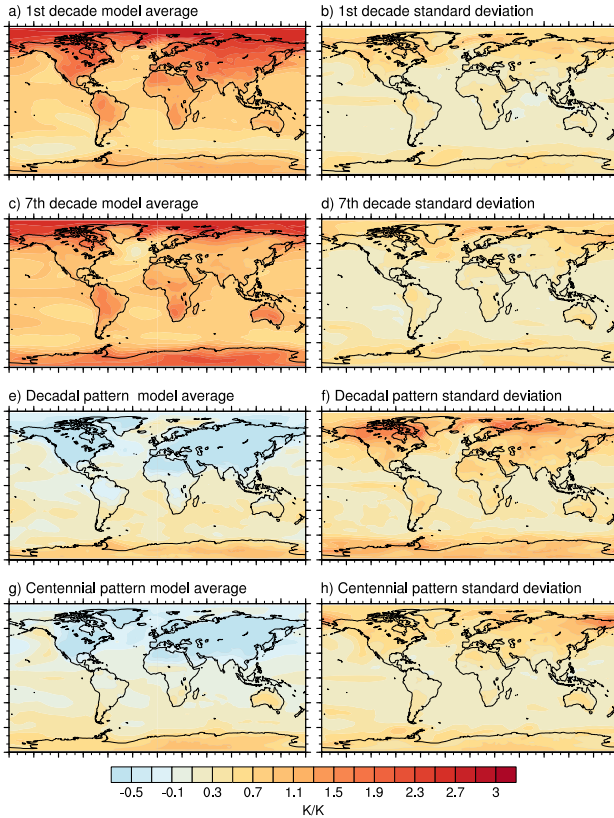 a) 1st decade model average
b) 1st decade standard deviation
c) 7th decade model average
d) 7th decade standard deviation
e) Decadal pattern model average
f) Decadal pattern standard deviation
g) Centennial pattern model average
h) Centennial pattern standard deviation
-0.5 -0.1 0.3 0.7 1.1 1.5 1.9 2.3 2.7 3
K/K